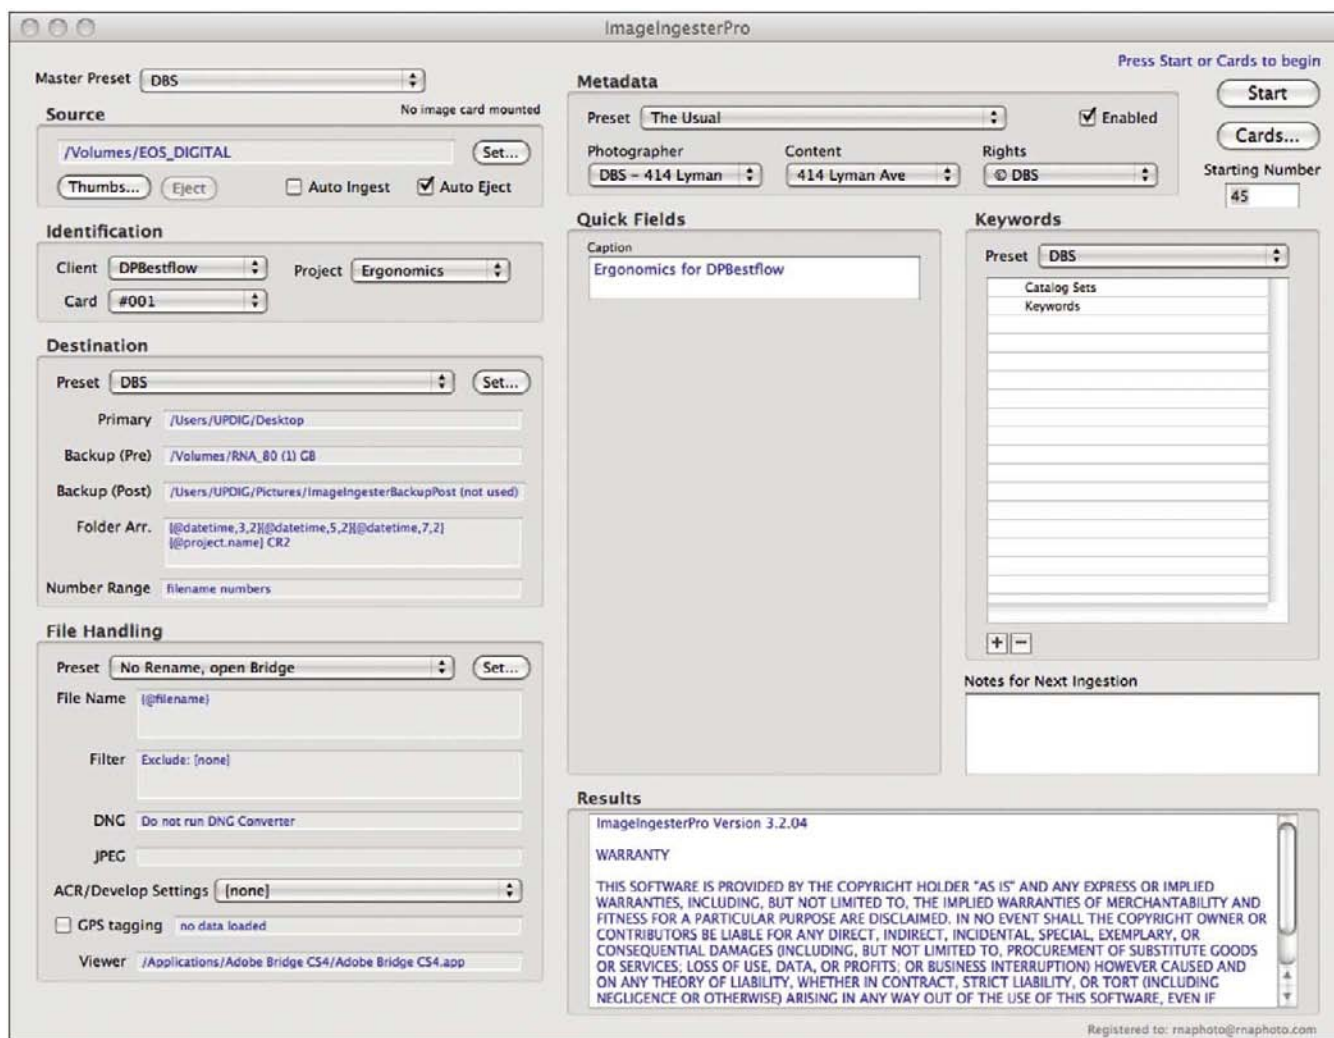 ImageIngesterPro
Press Start or Cards to begin
Master Preset DBS
Source
No image card mounted
/Volumes/EOS_DIGITAL
Set...
Thumbs...
Eject
Auto Ingest
Auto Eject
Identification
Client DPBestflow
Project Ergonomics
Card #001
Destination
Preset DBS
Set...
Primary /Users/UPDIG/Desktop
Backup (Pre) /Volumes/RNA_80 (1) GB
Backup (Post) /Users/UPDIG/Pictures/ImageIngesterBackupPost (not used)
Folder Arr. {@datetime,3,2}{@datetime,5,2}{@datetime,7,2}
{@project.name} CR2
Number Range filename numbers
File Handling
Preset No Rename, open Bridge
Set...
File Name {@filename}
Filter Exclude: [none]
DNG Do not run DNG Converter
JPEG
ACR/Develop Settings [none]
GPS tagging no data loaded
Viewer /Applications/Adobe Bridge CS4/Adobe Bridge CS4.app
Metadata
Preset The Usual
Enabled
Photographer
Content
Rights
DBS – 414 Lyman
414 Lyman Ave
© DBS
Start
Cards...
Starting Number
45
Quick Fields
Caption
Ergonomics for DPBestflow
Keywords
Preset DBS
Catalog Sets
Keywords
+ −
Notes for Next Ingestion
Results
ImageIngesterPro Version 3.2.04
WARRANTY
THIS SOFTWARE IS PROVIDED BY THE COPYRIGHT HOLDER "AS IS" AND ANY EXPRESS OR IMPLIED
WARRANTIES, INCLUDING, BUT NOT LIMITED TO, THE IMPLIED WARRANTIES OF MERCHANTABILITY AND
FITNESS FOR A PARTICULAR PURPOSE ARE DISCLAIMED. IN NO EVENT SHALL THE COPYRIGHT OWNER OR
CONTRIBUTORS BE LIABLE FOR ANY DIRECT, INDIRECT, INCIDENTAL, SPECIAL, EXEMPLARY, OR
CONSEQUENTIAL DAMAGES (INCLUDING, BUT NOT LIMITED TO, PROCUREMENT OF SUBSTITUTE GOODS
OR SERVICES; LOSS OF USE, DATA, OR PROFITS; OR BUSINESS INTERRUPTION) HOWEVER CAUSED AND
ON ANY THEORY OF LIABILITY, WHETHER IN CONTRACT, STRICT LIABILITY, OR TORT (INCLUDING
NEGLIGENCE OR OTHERWISE) ARISING IN ANY WAY OUT OF THE USE OF THIS SOFTWARE, EVEN IF
Registered to: rnaphoto@rnaphoto.com